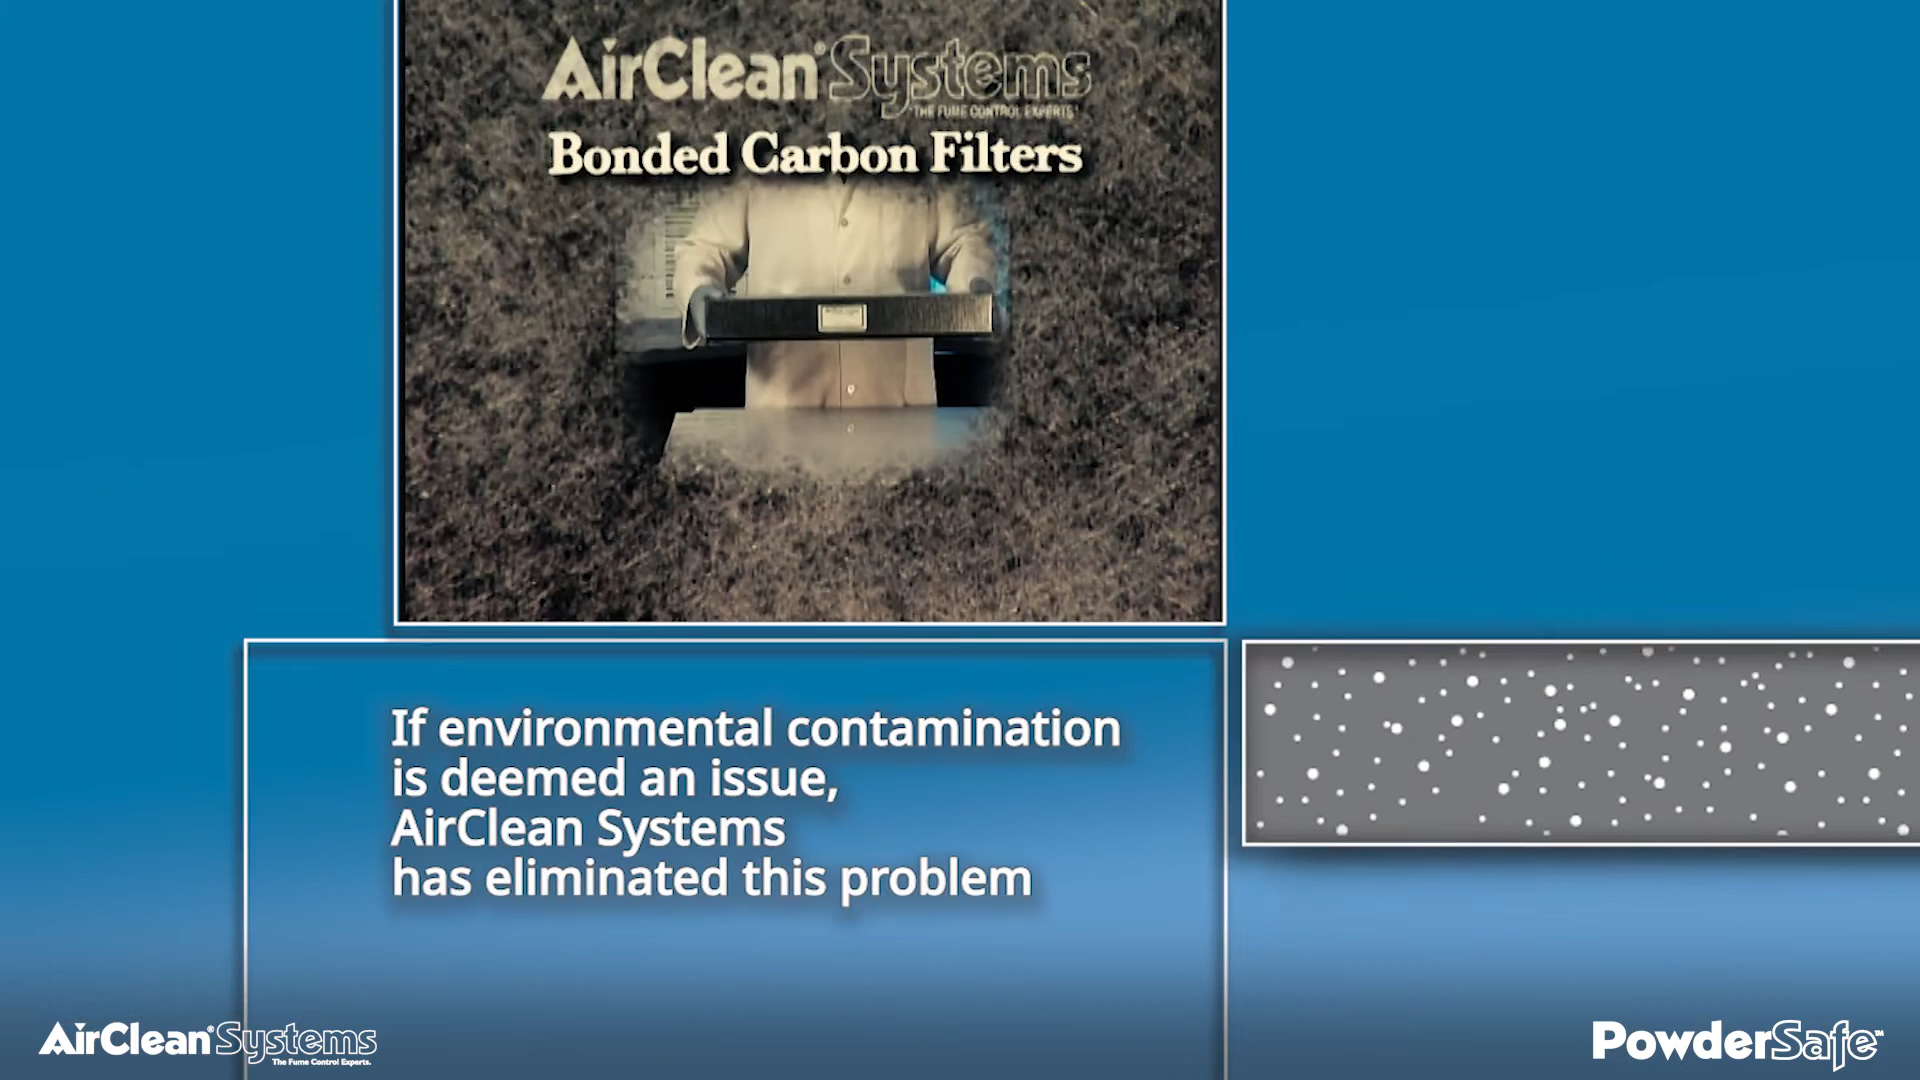 AirClean® Systems
"THE FUME CONTROL EXPERTS"
Bonded Carbon Filters
If environmental contamination
is deemed an issue,
AirClean Systems
has eliminated this problem
AirClean® Systems
The Fume Control Experts.
PowderSafe™